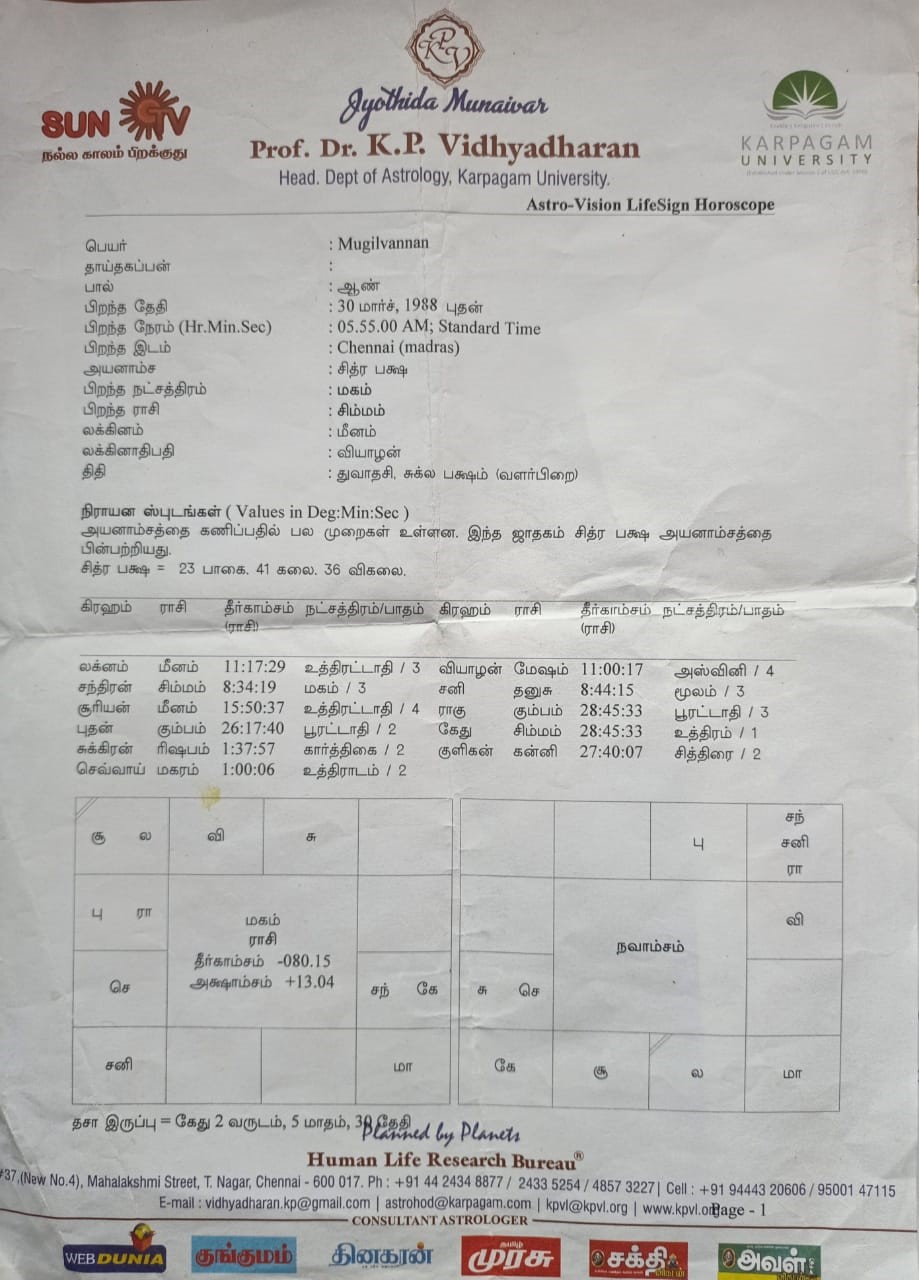 KPV
Jyothida Munaivar
SUN TV
நல்ல காலம் பிறக்குது
Prof. Dr. K.P. Vidhyadharan
KARPAGAM
UNIVERSITY
Head. Dept of Astrology, Karpagam University.
Astro-Vision LifeSign Horoscope
பெயர் : Mugilvannan
தாய்தகப்பன் :
பால் : ஆண்
பிறந்த தேதி : 30 மார்ச், 1988 புதன்
பிறந்த நேரம் (Hr.Min.Sec) : 05.55.00 AM; Standard Time
பிறந்த இடம் : Chennai (madras)
அயனாம்ச : சித்ர பக்ஷ
பிறந்த நட்சத்திரம் : மகம்
பிறந்த ராசி : சிம்மம்
லக்கினம் : மீனம்
லக்கினாதிபதி : வியாழன்
திதி : துவாதசி, சுக்ல பக்ஷம் (வளர்பிறை)
நிராயன ஸ்புடங்கள் ( Values in Deg:Min:Sec )
அயனாம்சத்தை கணிப்பதில் பல முறைகள் உள்ளன. இந்த ஜாதகம் சித்ர பக்ஷ அயனாம்சத்தை
பின்பற்றியது.
சித்ர பக்ஷ = 23 பாகை. 41 கலை. 36 விகலை.
கிரஹம் ராசி தீர்காம்சம் நட்சத்திரம்/பாதம் கிரஹம் ராசி தீர்காம்சம் நட்சத்திரம்/பாதம்
(ராசி) (ராசி)
லக்னம் மீனம் 11:17:29 உத்திரட்டாதி / 3 வியாழன் மேஷம் 11:00:17 அஸ்வினி / 4
சந்திரன் சிம்மம் 8:34:19 மகம் / 3 சனி தனுசு 8:44:15 மூலம் / 3
சூரியன் மீனம் 15:50:37 உத்திரட்டாதி / 4 ராகு கும்பம் 28:45:33 பூரட்டாதி / 3
புதன் கும்பம் 26:17:40 பூரட்டாதி / 2 கேது சிம்மம் 28:45:33 உத்திரம் / 1
சுக்கிரன் ரிஷபம் 1:37:57 கார்த்திகை / 2 குளிகன் கன்னி 27:40:07 சித்திரை / 2
செவ்வாய் மகரம் 1:00:06 உத்திராடம் / 2
சூ ல வி சு
பு ரா
மகம்
ராசி
தீர்காம்சம் -080.15
அக்ஷாம்சம் +13.04
செ
சந் கே
சனி மா
பு
சந்
சனி
ரா
நவாம்சம்
வி
சு செ
கே சூ ல மா
தசா இருப்பு = கேது 2 வருடம், 5 மாதம், 30 தேதி
Planned by Planets
Human Life Research Bureau®
#37,(New No.4), Mahalakshmi Street, T. Nagar, Chennai - 600 017. Ph : +91 44 2434 8877 / 2433 5254 / 4857 3227| Cell : +91 94443 20606 / 95001 47115
E-mail : vidhyadharan.kp@gmail.com | astrohod@karpagam.com | kpvl@kpvl.org | www.kpvl.org Page - 1
CONSULTANT ASTROLOGER
WEBDUNIA குங்குமம் தினகரன் தமிழ் முரசு சக்தி விகடன் அவள்